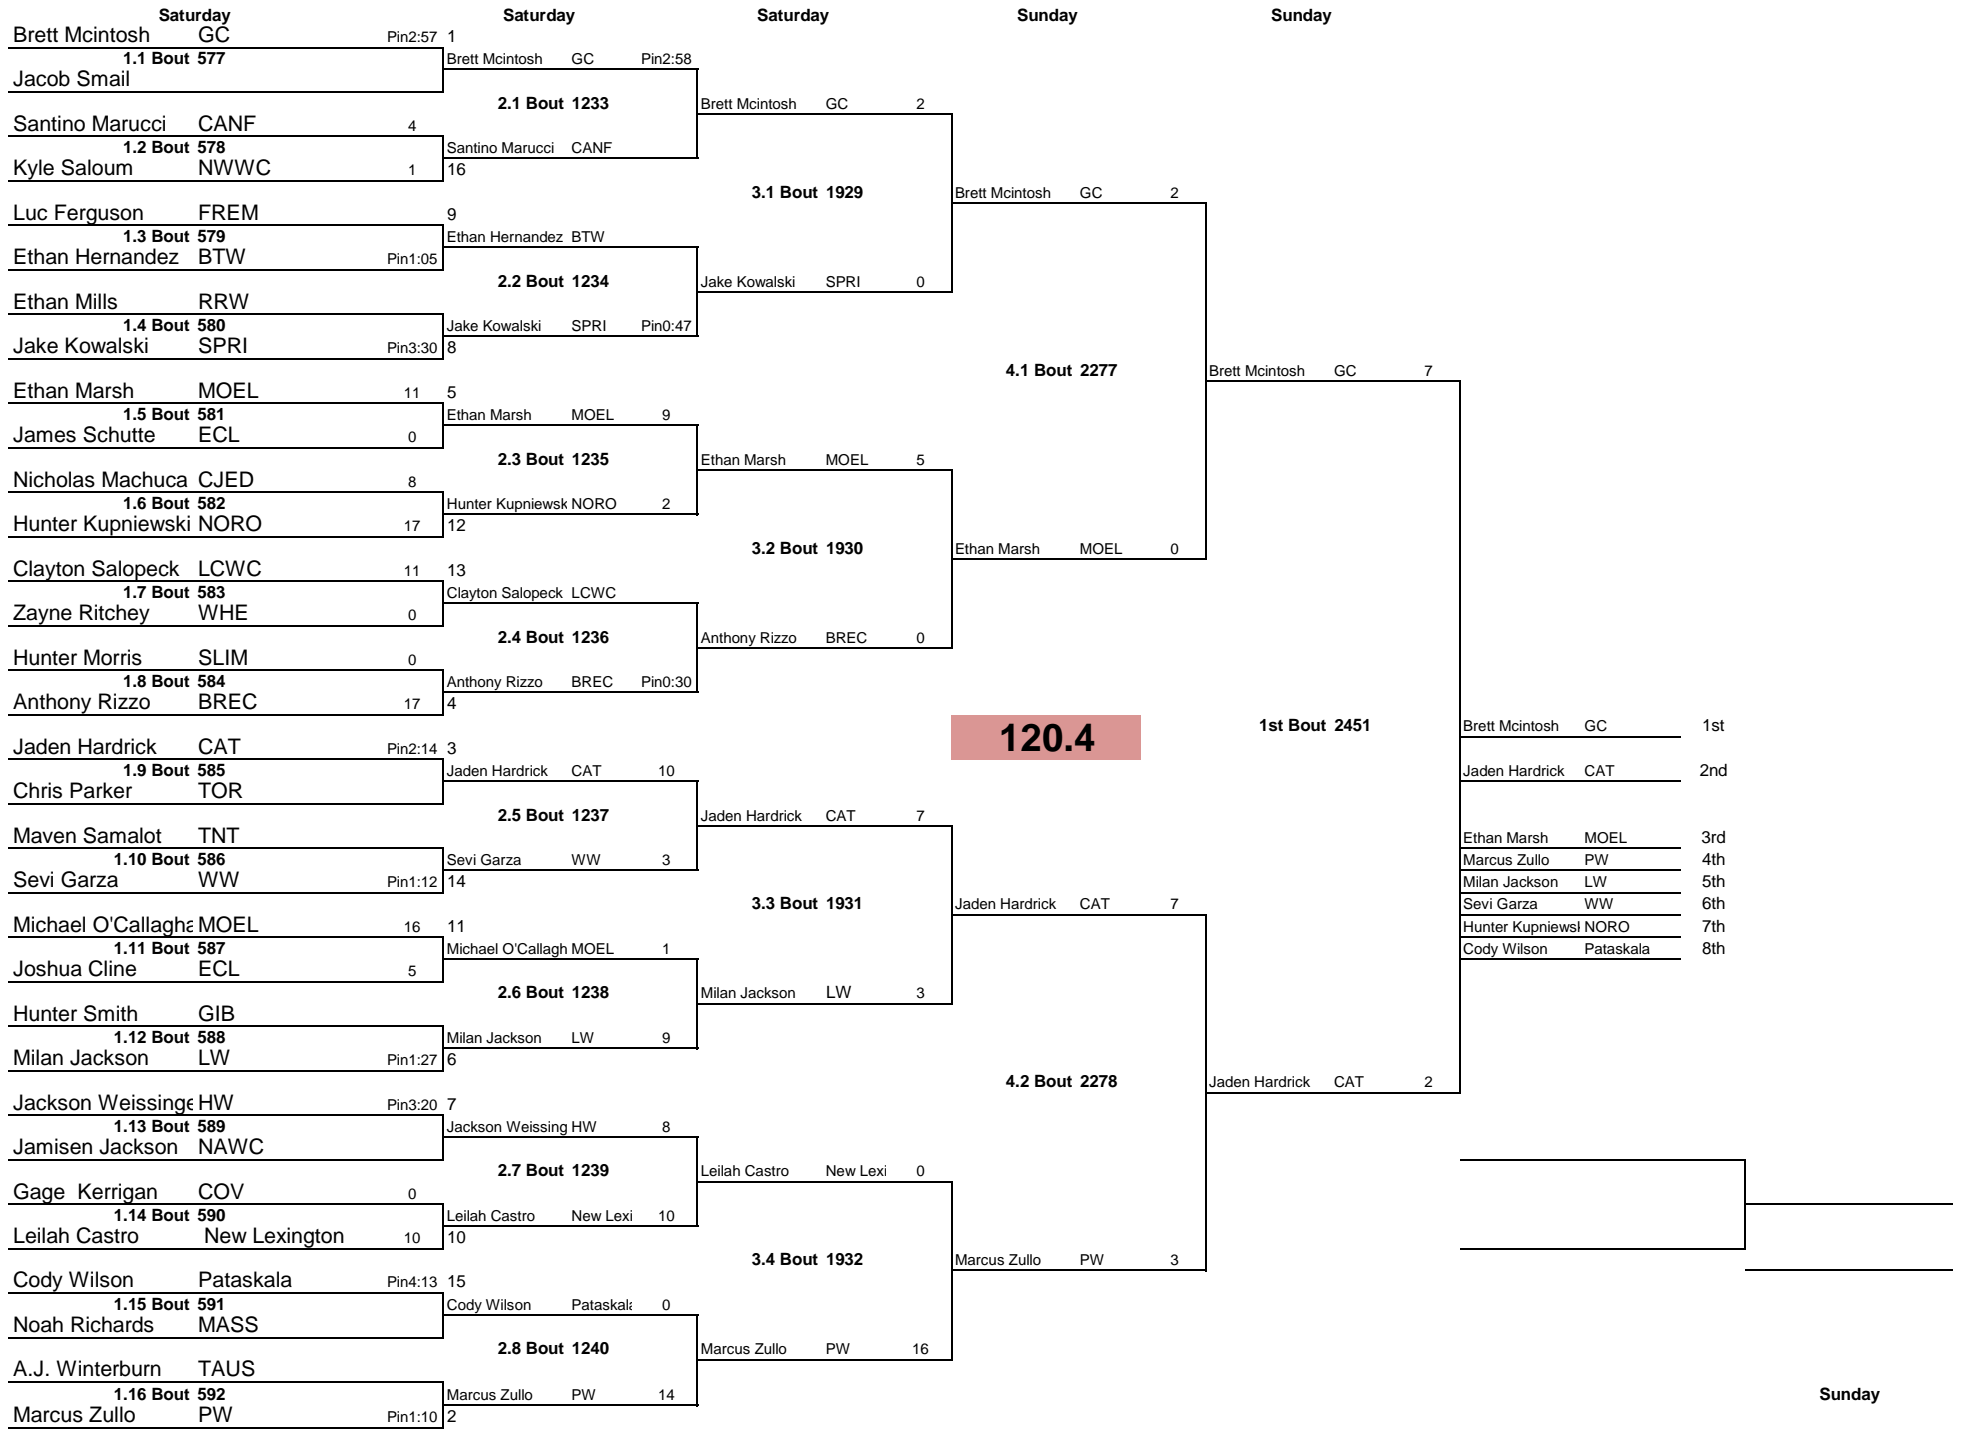 Saturday Saturday Saturday Sunday Sunday
Brett Mcintosh GC Pin2:57 1
1.1 Bout 577
Brett Mcintosh GC Pin2:58
Jacob Smail
2.1 Bout 1233
Brett Mcintosh GC 2
Santino Marucci CANF 4
1.2 Bout 578
Santino Marucci CANF
Kyle Saloum NWWC 1 16
3.1 Bout 1929
Brett Mcintosh GC 2
Luc Ferguson FREM 9
1.3 Bout 579
Ethan Hernandez BTW
Ethan Hernandez BTW Pin1:05
2.2 Bout 1234
Jake Kowalski SPRI 0
Ethan Mills RRW
1.4 Bout 580
Jake Kowalski SPRI Pin0:47
Jake Kowalski SPRI Pin3:30 8
4.1 Bout 2277
Brett Mcintosh GC 7
Ethan Marsh MOEL 11 5
1.5 Bout 581
Ethan Marsh MOEL 9
James Schutte ECL 0
2.3 Bout 1235
Ethan Marsh MOEL 5
Nicholas Machuca CJED 8
1.6 Bout 582
Hunter Kupniewsk NORO 2
Hunter Kupniewski NORO 17 12
3.2 Bout 1930
Ethan Marsh MOEL 0
Clayton Salopeck LCWC 11 13
1.7 Bout 583
Clayton Salopeck LCWC
Zayne Ritchey WHE 0
2.4 Bout 1236
Anthony Rizzo BREC 0
Hunter Morris SLIM 0
1.8 Bout 584
Anthony Rizzo BREC Pin0:30
Anthony Rizzo BREC 17 4
120.4
1st Bout 2451
Brett Mcintosh GC 1st
Jaden Hardrick CAT Pin2:14 3
1.9 Bout 585
Jaden Hardrick CAT 10
Jaden Hardrick CAT 2nd
Chris Parker TOR
2.5 Bout 1237
Jaden Hardrick CAT 7
Maven Samalot TNT
Ethan Marsh MOEL 3rd
1.10 Bout 586
Sevi Garza WW 3
Marcus Zullo PW 4th
Sevi Garza WW Pin1:12 14
Milan Jackson LW 5th
3.3 Bout 1931
Jaden Hardrick CAT 7
Sevi Garza WW 6th
Michael O'Callagha MOEL 16 11
Hunter Kupniewsl NORO 7th
1.11 Bout 587
Michael O'Callagh MOEL 1
Cody Wilson Pataskala 8th
Joshua Cline ECL 5
2.6 Bout 1238
Milan Jackson LW 3
Hunter Smith GIB
1.12 Bout 588
Milan Jackson LW 9
Milan Jackson LW Pin1:27 6
4.2 Bout 2278
Jaden Hardrick CAT 2
Jackson Weissinge HW Pin3:20 7
1.13 Bout 589
Jackson Weissing HW 8
Jamisen Jackson NAWC
2.7 Bout 1239
Leilah Castro New Lexi 0
Gage Kerrigan COV 0
1.14 Bout 590
Leilah Castro New Lexi 10
Leilah Castro New Lexington 10 10
3.4 Bout 1932
Marcus Zullo PW 3
Cody Wilson Pataskala Pin4:13 15
1.15 Bout 591
Cody Wilson Pataskala 0
Noah Richards MASS
2.8 Bout 1240
Marcus Zullo PW 16
A.J. Winterburn TAUS
1.16 Bout 592
Marcus Zullo PW 14
Sunday
Marcus Zullo PW Pin1:10 2